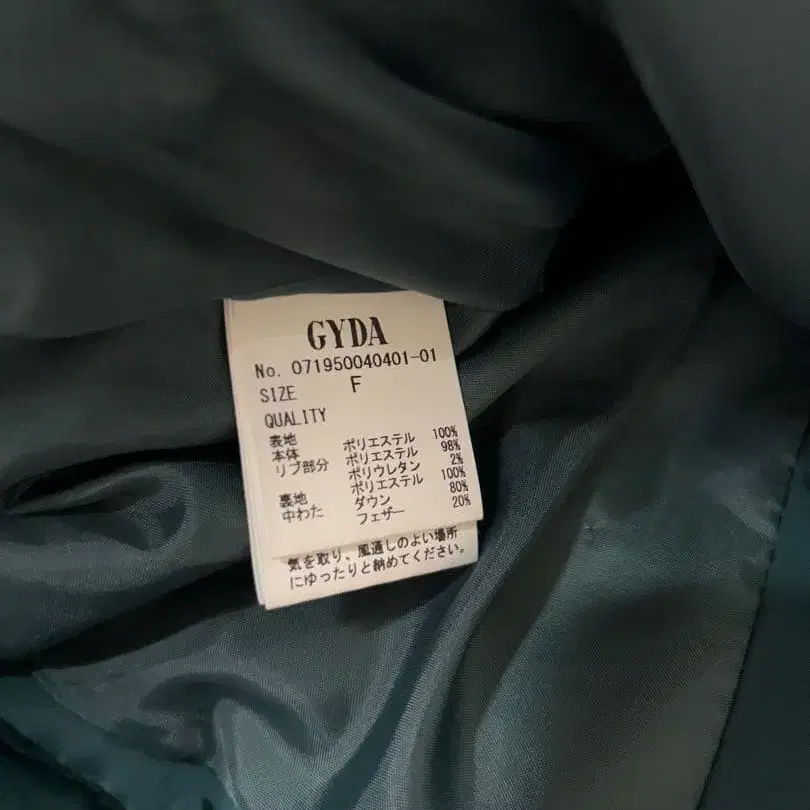 GYDA
No. 071950040401-01
SIZE F
QUALITY
表地
本体 ポリエステル 100%
リブ部分 ポリエステル 98%
ポリウレタン 2%
裏地 ポリエステル 100%
中わた ダウン 80%
フェザー 20%
気を取り、風通しのよい場所
にゆったりと納めてください。